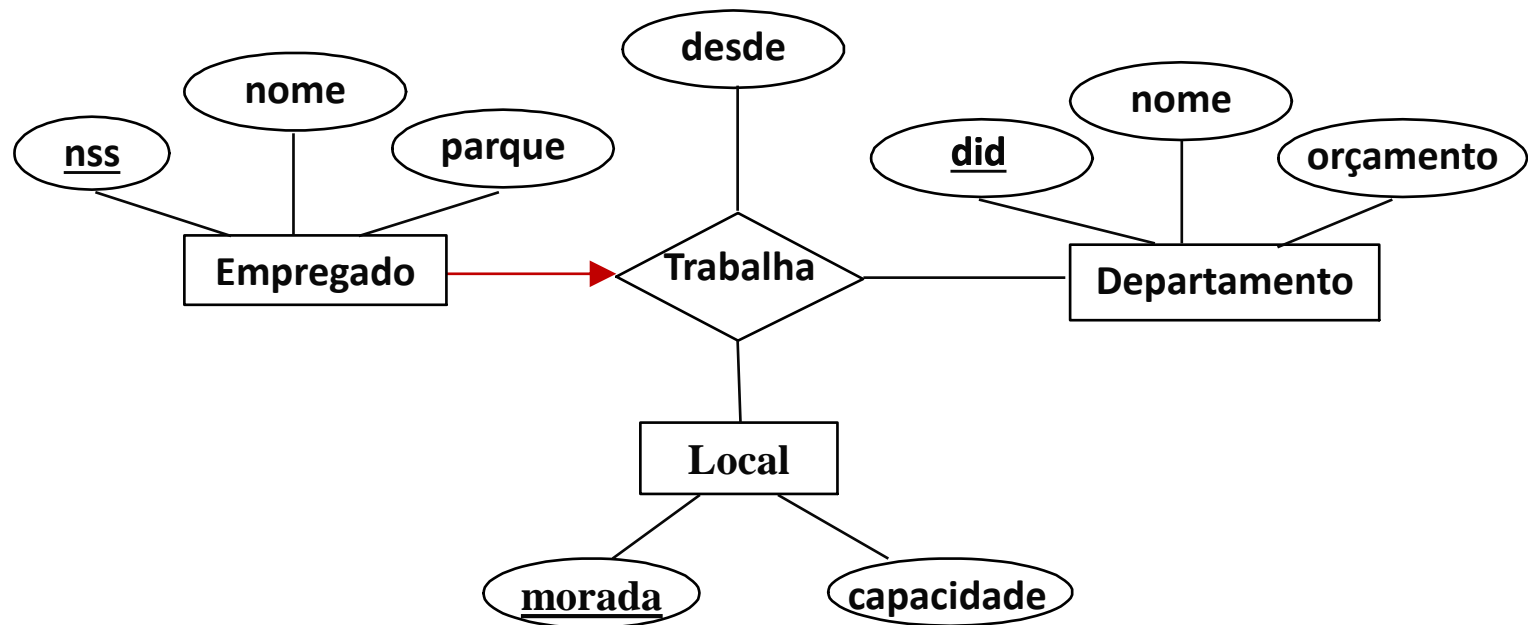 desde
nome
nome
nss
parque
did
orçamento
Empregado
Trabalha
Departamento
Local
morada
capacidade